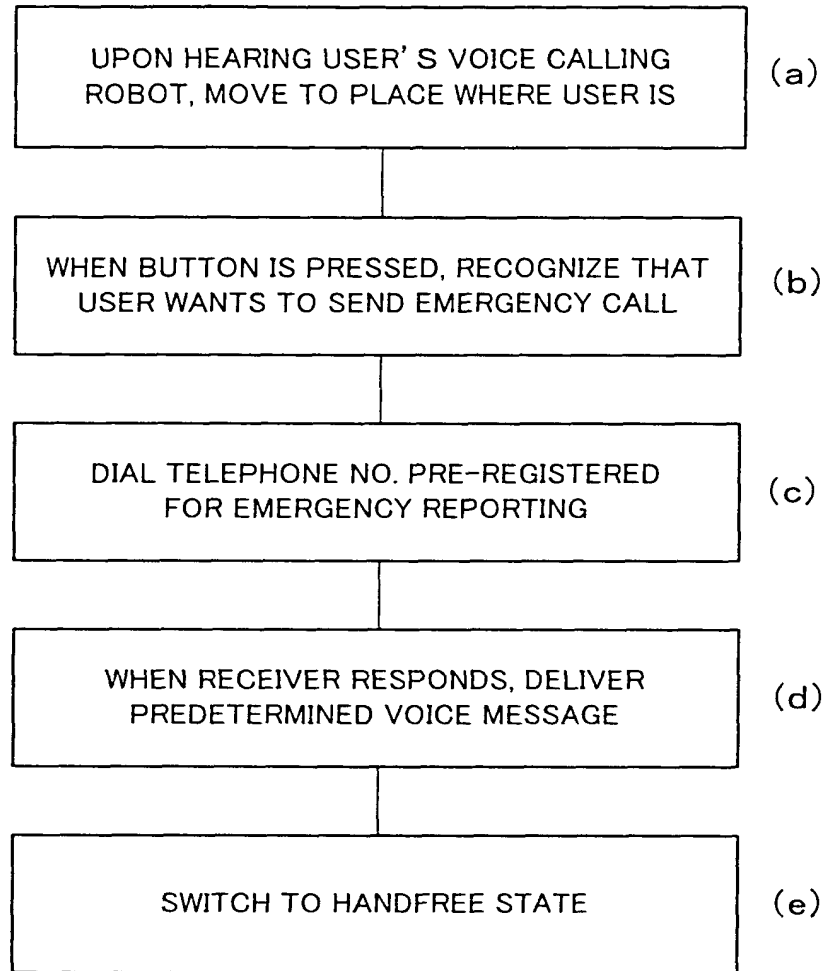 UPON HEARING USER'S VOICE CALLING
ROBOT, MOVE TO PLACE WHERE USER IS
(a)
WHEN BUTTON IS PRESSED, RECOGNIZE THAT
USER WANTS TO SEND EMERGENCY CALL
(b)
DIAL TELEPHONE NO. PRE-REGISTERED
FOR EMERGENCY REPORTING
(c)
WHEN RECEIVER RESPONDS, DELIVER
PREDETERMINED VOICE MESSAGE
(d)
SWITCH TO HANDFREE STATE
(e)